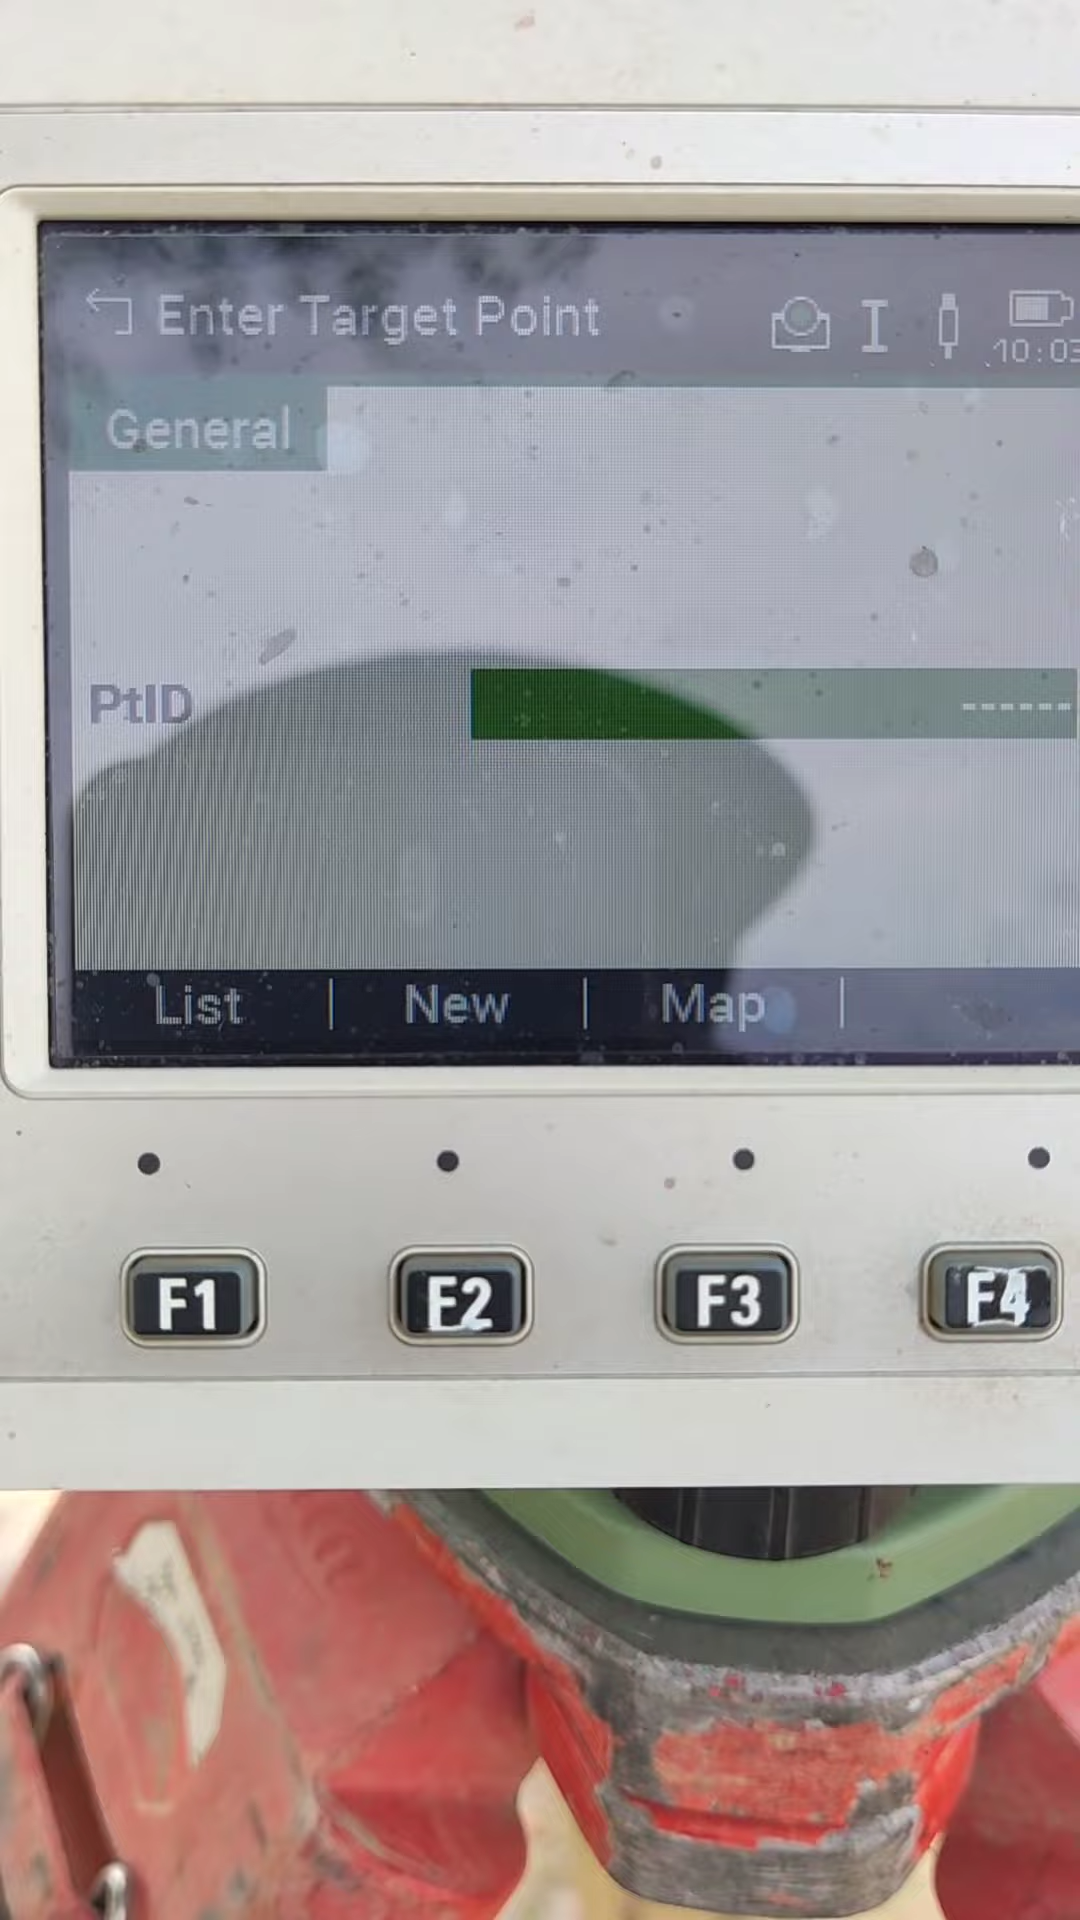 Enter Target Point
10:03
General
PtID ------
List | New | Map |
F1 F2 F3 F4